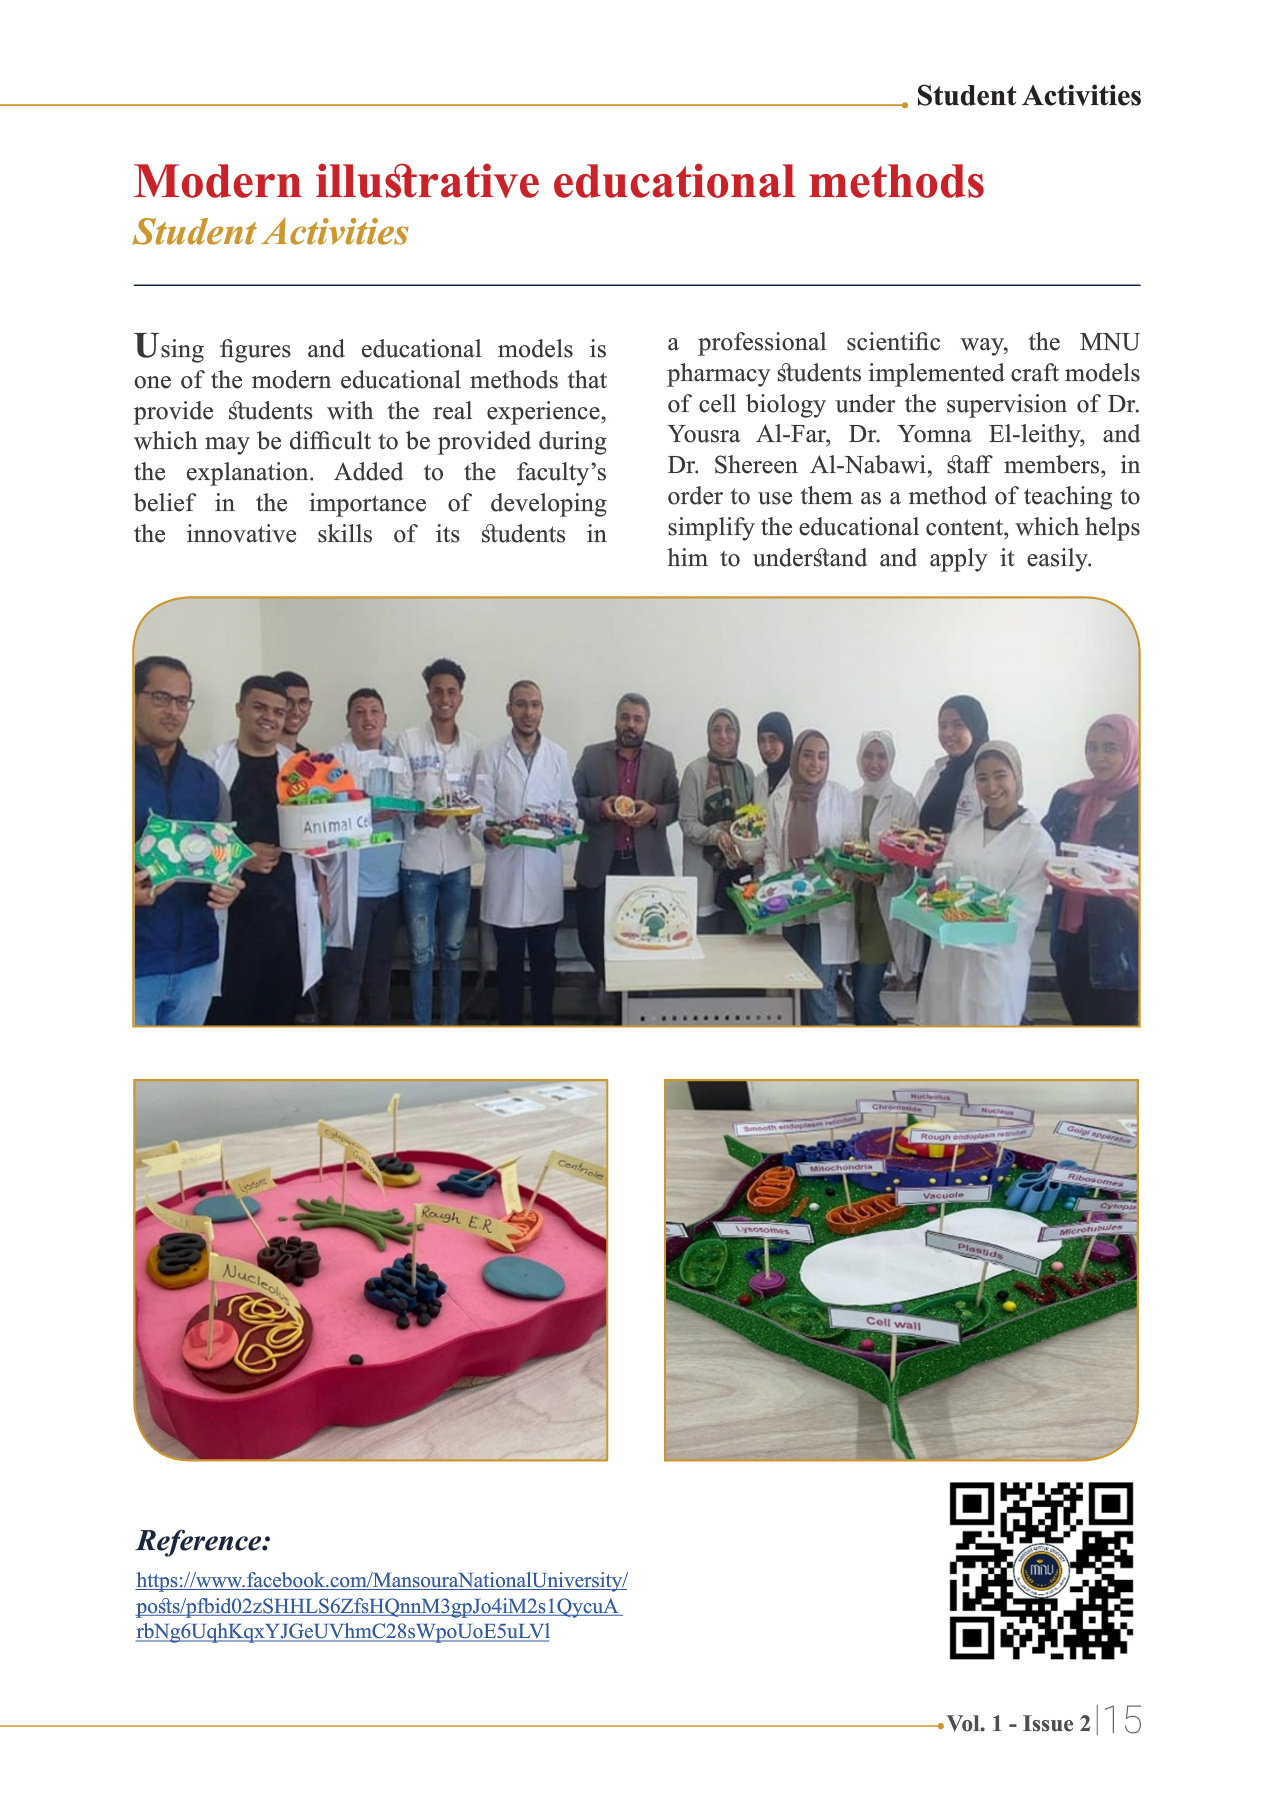 Student Activities
Modern illustrative educational methods
Student Activities
Using figures and educational models is
one of the modern educational methods that
provide students with the real experience,
which may be difficult to be provided during
the explanation. Added to the faculty’s
belief in the importance of developing
the innovative skills of its students in
a professional scientific way, the MNU
pharmacy students implemented craft models
of cell biology under the supervision of Dr.
Yousra Al-Far, Dr. Yomna El-leithy, and
Dr. Shereen Al-Nabawi, staff members, in
order to use them as a method of teaching to
simplify the educational content, which helps
him to understand and apply it easily.
Animal Ce
Centriole
Rough E.R
Nucleolus
Nucleolus
Chromatide
Nucleus
Smooth endoplasm reticulum
Rough endoplasm retinulum
Golgi apparatus
Mitochondria
Ribosomes
Vacuole
Cytopla
Lysosomes
Microtubules
Plastids
Cell wall
Reference:
https://www.facebook.com/MansouraNationalUniversity/
posts/pfbid02zSHHLS6ZfsHQnnM3gpJo4iM2s1QycuA
rbNg6UqhKqxYJGeUVhmC28sWpoUoE5uLVl
MNU
Vol. 1 - Issue 2|15